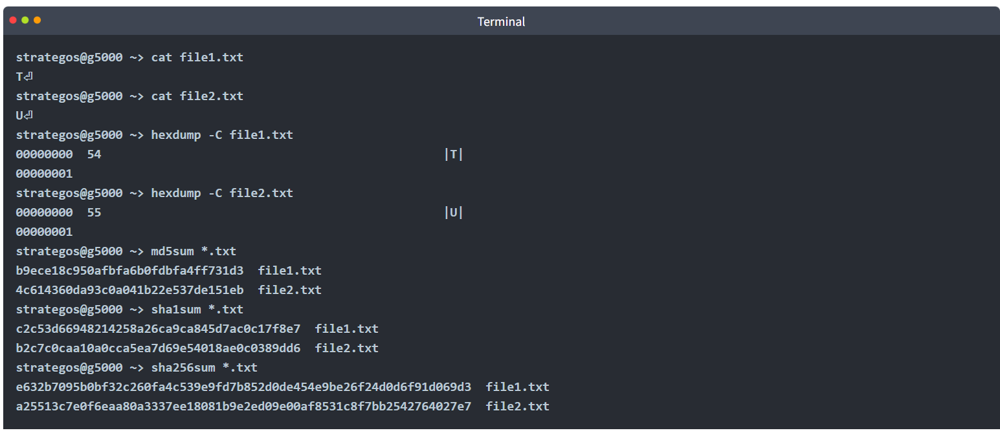 Terminal
strategos@g5000 ~> cat file1.txt
T⏎
strategos@g5000 ~> cat file2.txt
U⏎
strategos@g5000 ~> hexdump -C file1.txt
00000000  54                                                |T|
00000001
strategos@g5000 ~> hexdump -C file2.txt
00000000  55                                                |U|
00000001
strategos@g5000 ~> md5sum *.txt
b9ece18c950afbfa6b0fdbfa4ff731d3  file1.txt
4c614360da93c0a041b22e537de151eb  file2.txt
strategos@g5000 ~> sha1sum *.txt
c2c53d66948214258a26ca9ca845d7ac0c17f8e7  file1.txt
b2c7c0caa10a0cca5ea7d69e54018ae0c0389dd6  file2.txt
strategos@g5000 ~> sha256sum *.txt
e632b7095b0bf32c260fa4c539e9fd7b852d0de454e9be26f24d0d6f91d069d3  file1.txt
a25513c7e0f6eaa80a3337ee18081b9e2ed09e00af8531c8f7bb2542764027e7  file2.txt